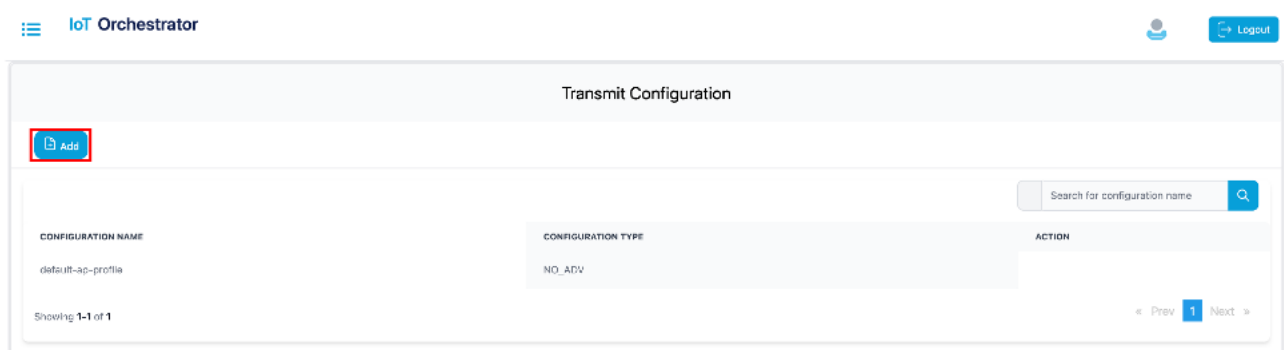 IoT Orchestrator
Logout
Transmit Configuration
Add
Search for configuration name
CONFIGURATION NAME CONFIGURATION TYPE ACTION
default-ap-profile NO_ADV
Showing 1-1 of 1
« Prev 1 Next »